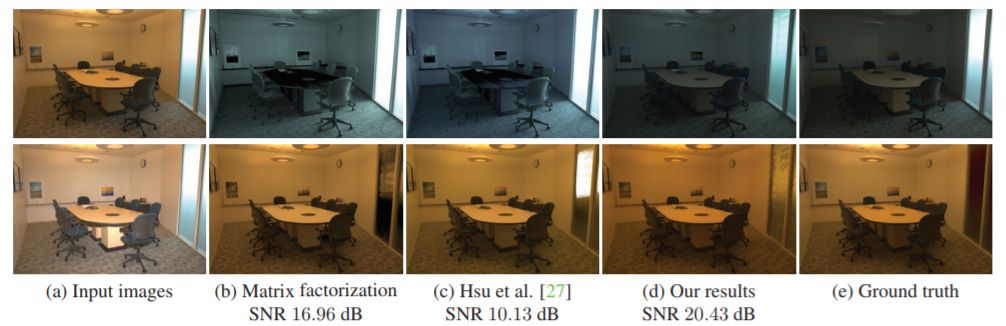 (a) Input images
(b) Matrix factorization
SNR 16.96 dB
(c) Hsu et al. [27]
SNR 10.13 dB
(d) Our results
SNR 20.43 dB
(e) Ground truth